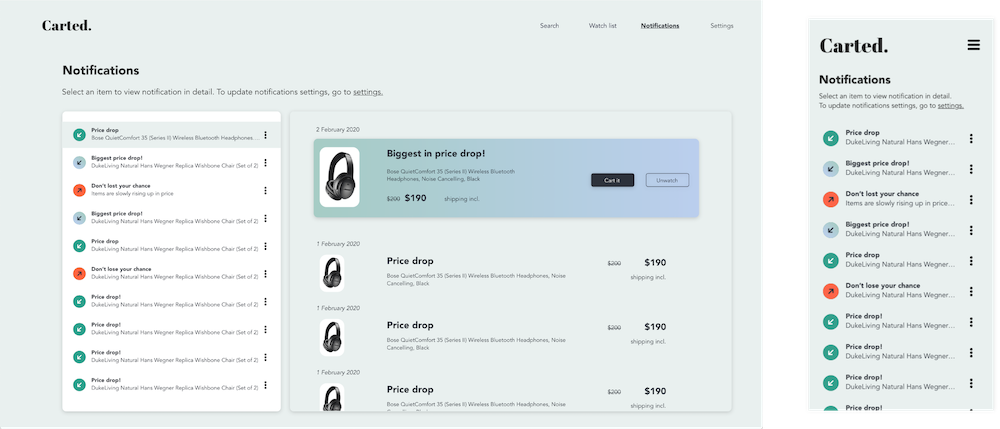 Carted.
Search Watch list Notifications Settings
Notifications
Select an item to view notification in detail. To update notifications settings, go to settings.
Price drop
Bose QuietComfort 35 (Series II) Wireless Bluetooth Headphones...
Biggest price drop!
DukeLiving Natural Hans Wegner Replica Wishbone Chair (Set of 2)
Don't lost your chance
Items are slowly rising up in price
Biggest price drop!
DukeLiving Natural Hans Wegner Replica Wishbone Chair (Set of 2)
Price drop
DukeLiving Natural Hans Wegner Replica Wishbone Chair (Set of 2)
Don't lose your chance
DukeLiving Natural Hans Wegner Replica Wishbone Chair (Set of 2)
Price drop!
DukeLiving Natural Hans Wegner Replica Wishbone Chair (Set of 2)
Price drop!
DukeLiving Natural Hans Wegner Replica Wishbone Chair (Set of 2)
Price drop!
DukeLiving Natural Hans Wegner Replica Wishbone Chair (Set of 2)
Price drop!
DukeLiving Natural Hans Wegner Replica Wishbone Chair (Set of 2)
2 February 2020
Biggest in price drop!
Bose QuietComfort 35 (Series II) Wireless Bluetooth
Headphones, Noise Cancelling, Black
$200 $190 shipping incl.
Cart it Unwatch
1 February 2020
Price drop $200 $190
Bose QuietComfort 35 (Series II) Wireless Bluetooth Headphones, Noise
Cancelling, Black
shipping incl.
1 February 2020
Price drop $200 $190
Bose QuietComfort 35 (Series II) Wireless Bluetooth Headphones, Noise
Cancelling, Black
shipping incl.
1 February 2020
Price drop $200 $190
Bose QuietComfort 35 (Series II) Wireless Bluetooth Headphones, Noise
shipping incl.
Carted.
Notifications
Select an item to view notification in detail.
To update notifications settings, go to settings.
Price drop
DukeLiving Natural Hans Wegner...
Biggest price drop!
DukeLiving Natural Hans Wegner...
Don't lost your chance
Items are slowly rising up in price...
Biggest price drop!
DukeLiving Natural Hans Wegner...
Price drop
DukeLiving Natural Hans Wegner...
Don't lose your chance
DukeLiving Natural Hans Wegner...
Price drop!
DukeLiving Natural Hans Wegner...
Price drop!
DukeLiving Natural Hans Wegner...
Price drop!
DukeLiving Natural Hans Wegner...
Price drop!